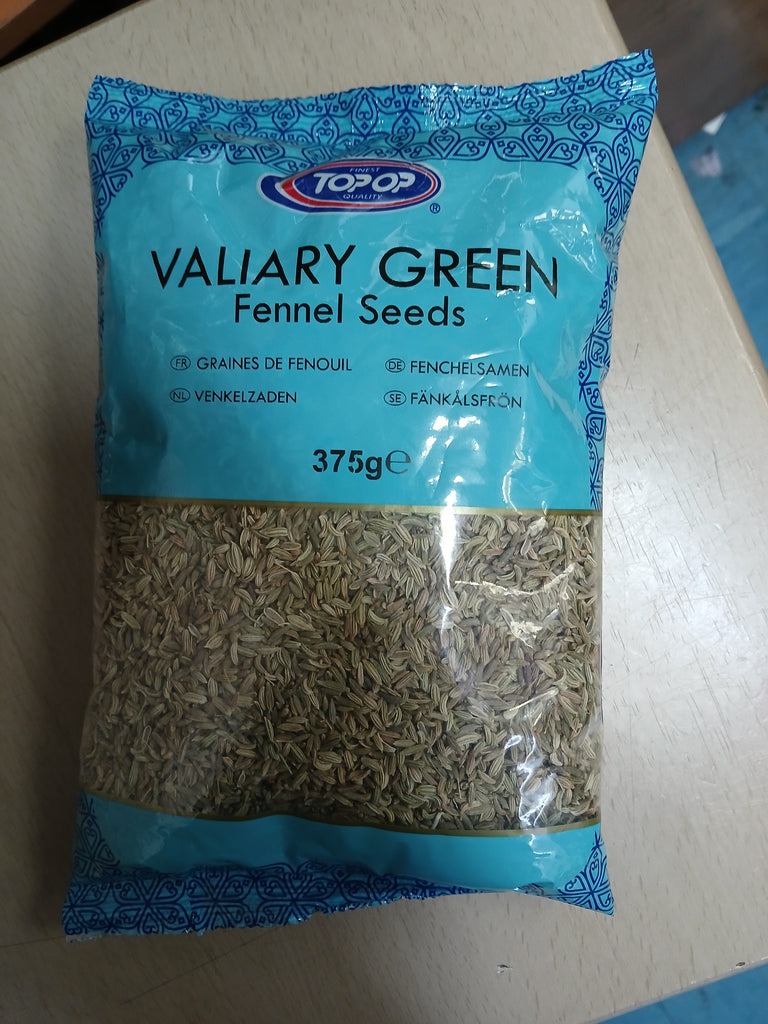 FINEST
TOPOP
QUALITY
®
VALIARY GREEN
Fennel Seeds
FR GRAINES DE FENOUIL
DE FENCHELSAMEN
NL VENKELZADEN
SE FÄNKÅLSFRÖN
375g℮